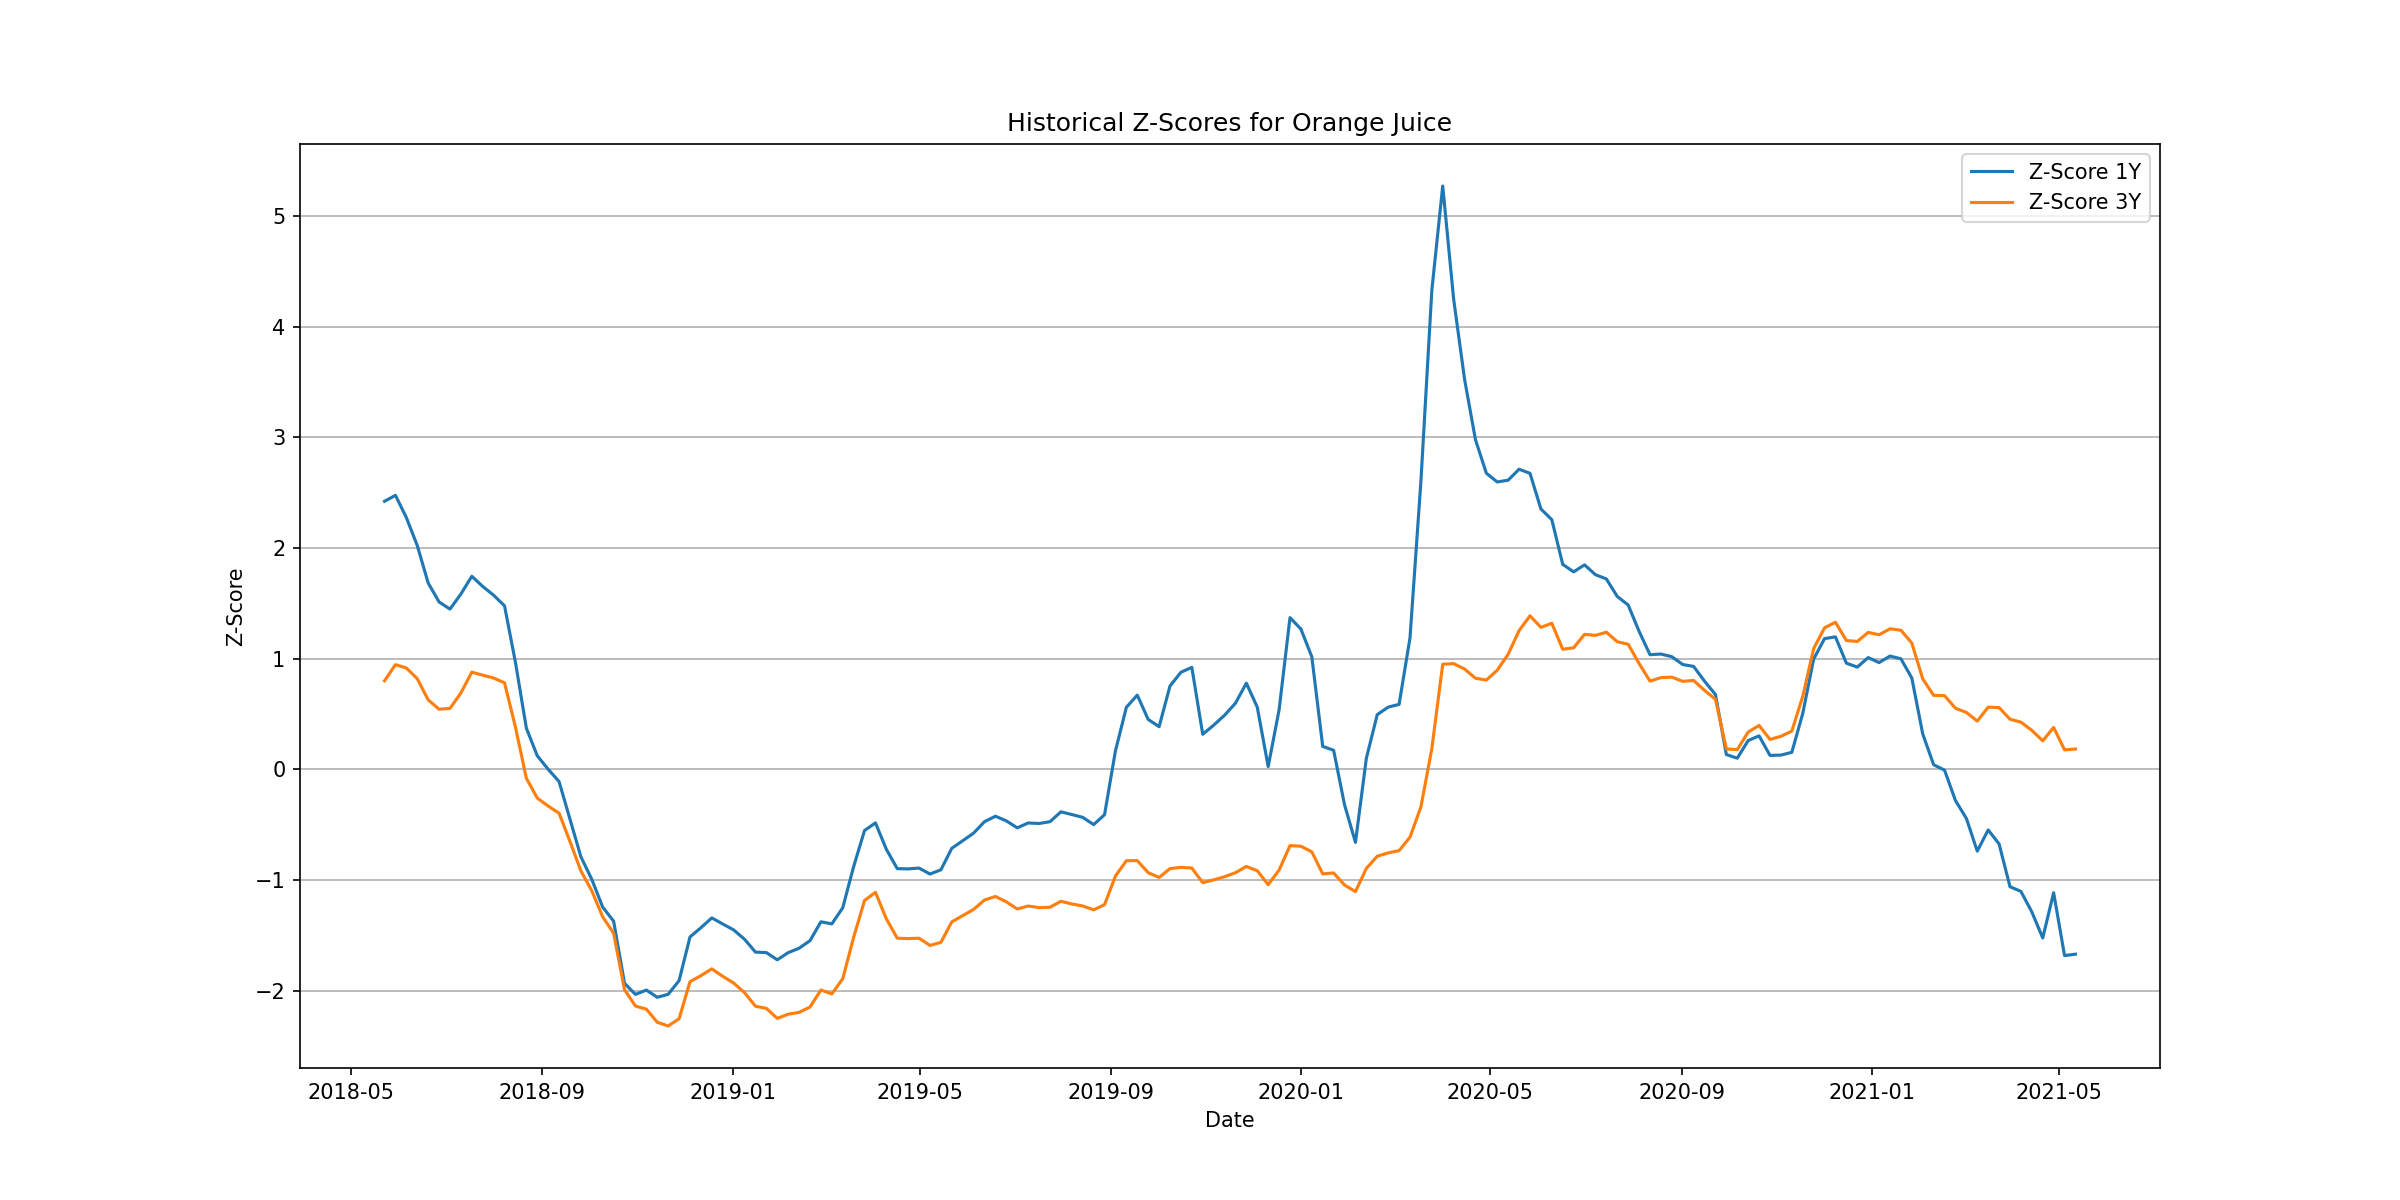 Historical Z-Scores for Orange Juice
Z-Score 1Y
Z-Score 3Y
5
4
3
2
1
0
−1
−2
Z-Score
2018-05 2018-09 2019-01 2019-05 2019-09 2020-01 2020-05 2020-09 2021-01 2021-05
Date